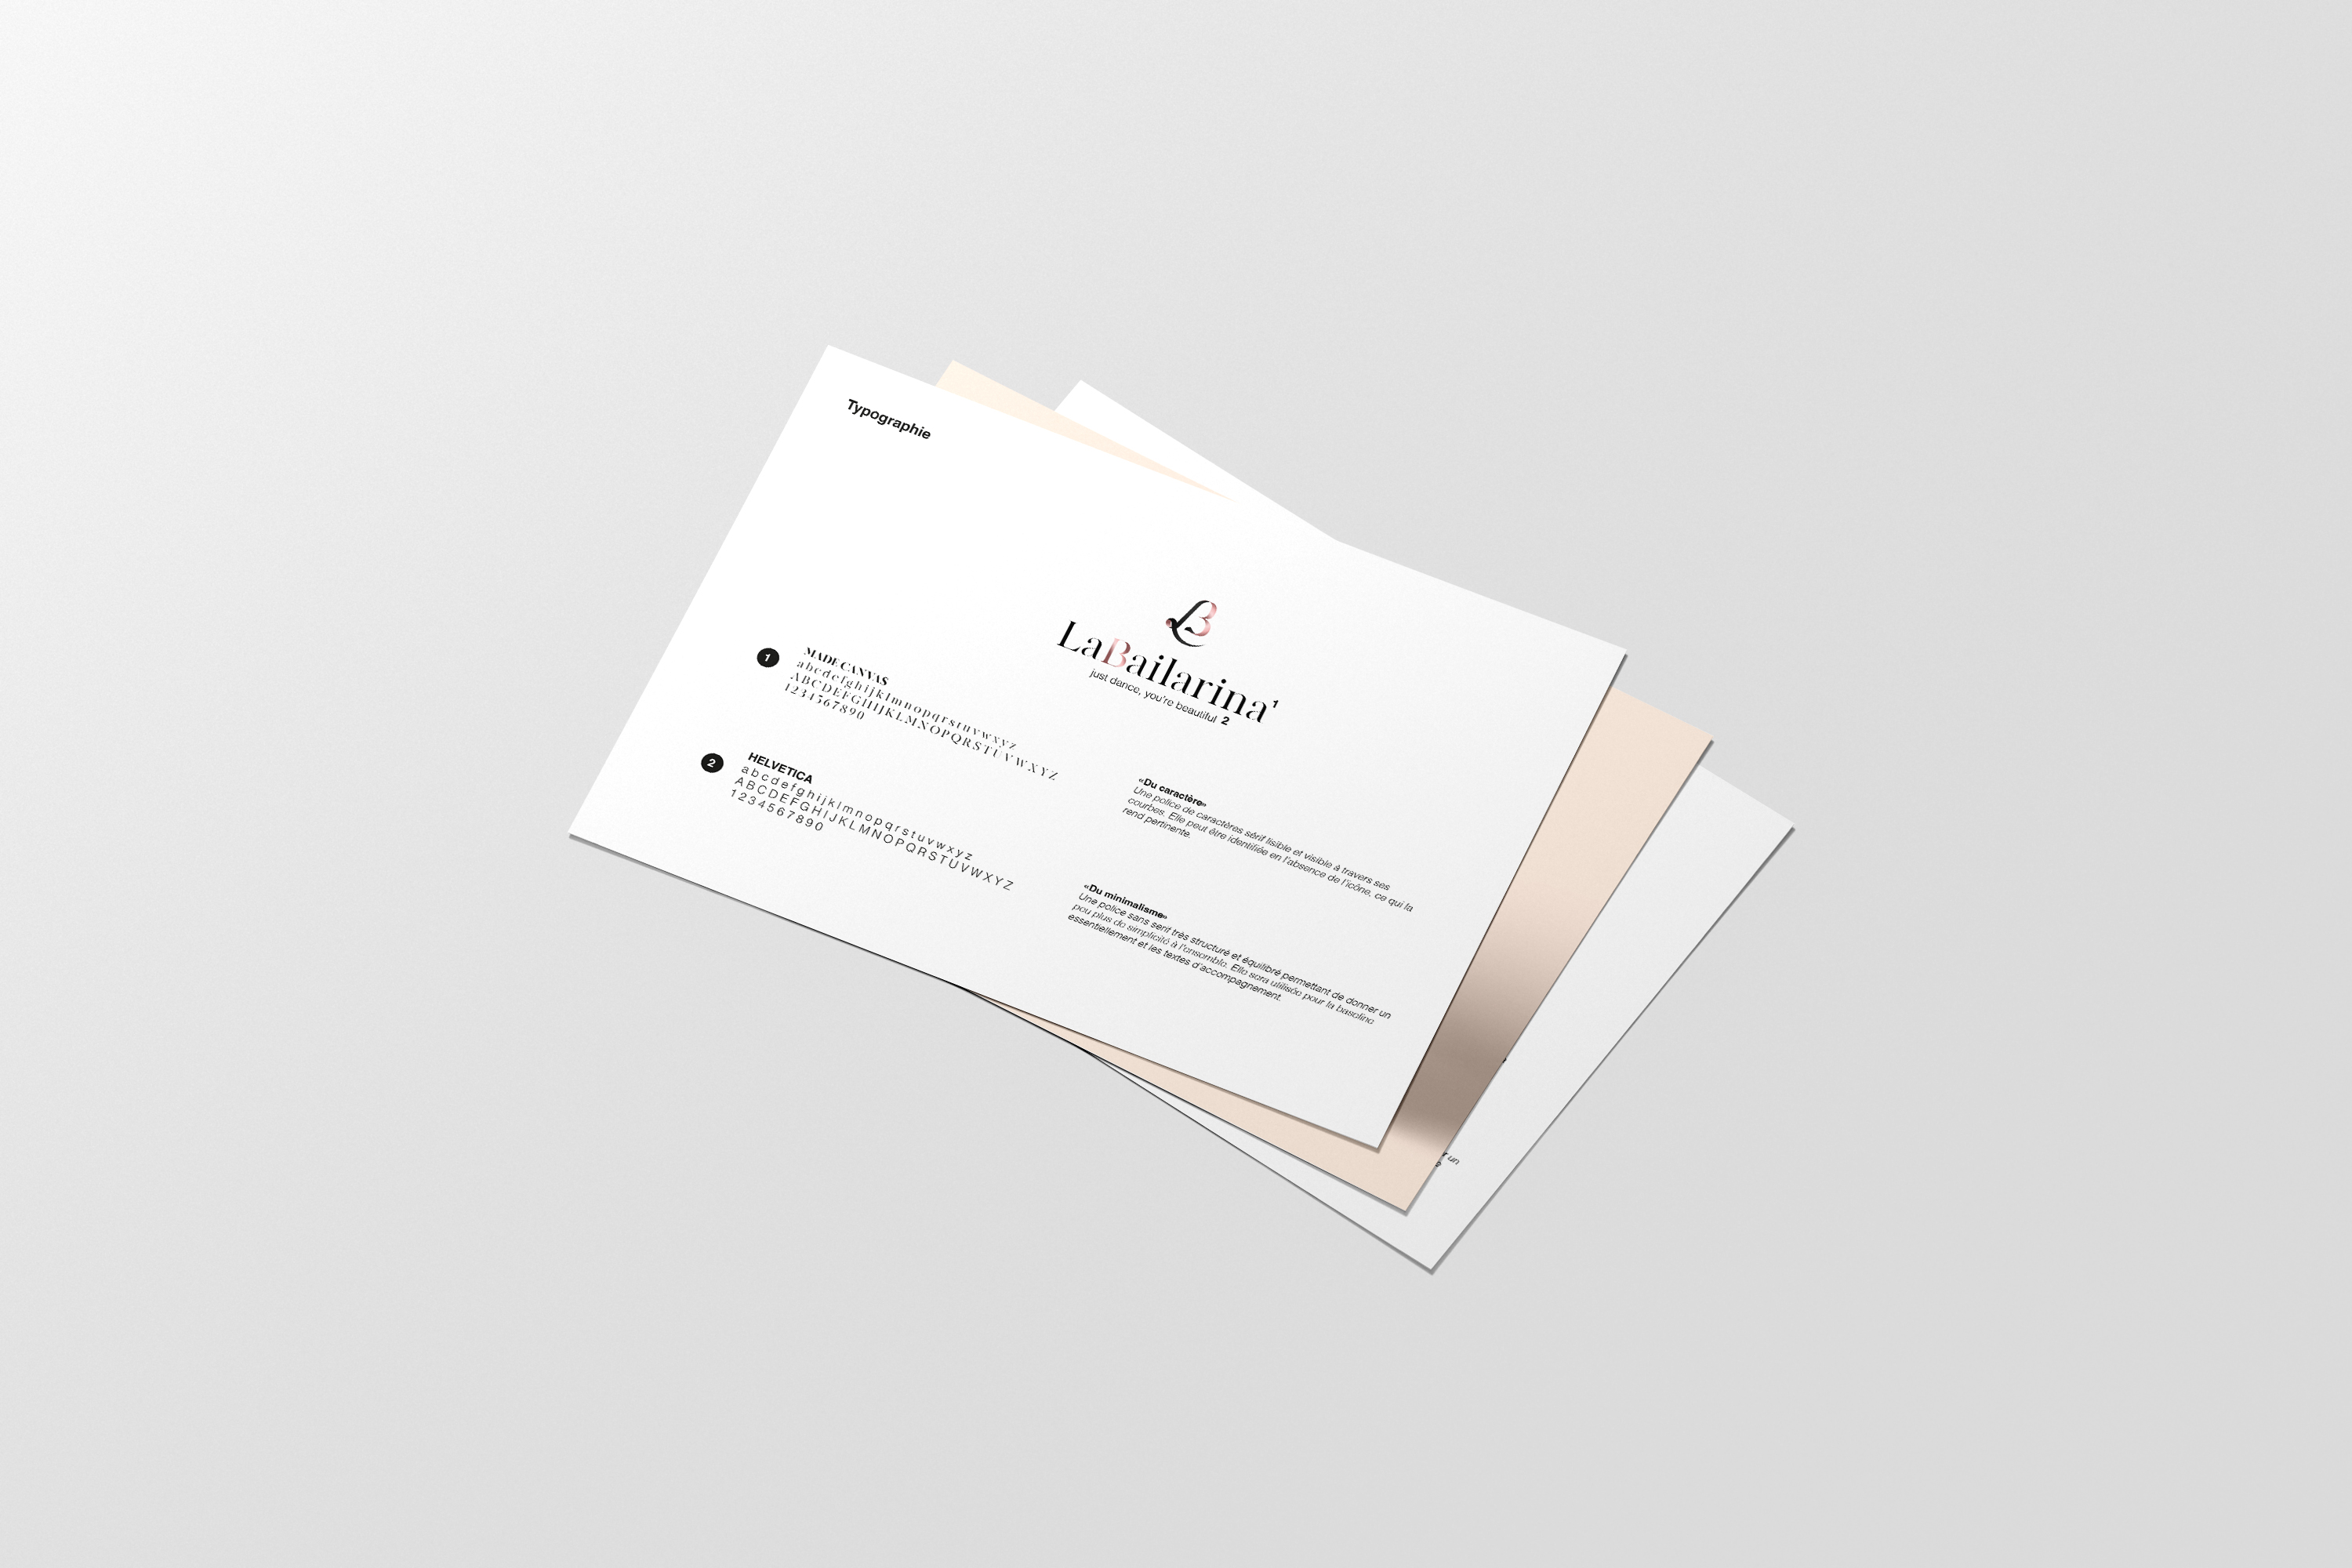 Typographie
LB
LaBailarina¹
just dance, you're beautiful 2
1
MADE CANVAS
abcdefghijklmnopqrstuvwxyz
ABCDEFGHIJKLMNOPQRSTUVWXYZ
1234567890
2
HELVETICA
abcdefghijklmnopqrstuvwxyz
ABCDEFGHIJKLMNOPQRSTUVWXYZ
1234567890
«Du caractère»
Une police de caractères sérif lisible et visible à travers ses
courbes. Elle peut être identifiée en l'absence de l'icône, ce qui la
rend pertinente.
«Du minimalisme»
Une police sans serif très structuré et équilibré permettant de donner un
peu plus de simplicité à l'ensemble. Elle sera utilisée pour la baseline
essentiellement et les textes d'accompagnement.
un